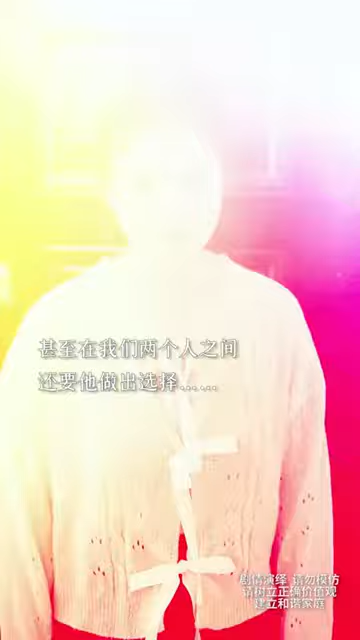 甚至在我们两个人之间
还要他做出选择……
剧情演绎 请勿模仿
请树立正确价值观
建立和谐家庭